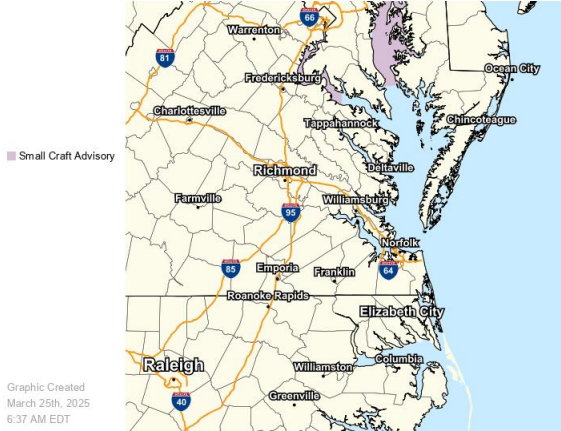 66
Warrenton
81
Ocean City
Fredericksburg
Charlottesville
Tappahannock
Chincoteague
Small Craft Advisory
Richmond
Deltaville
Farmville
Williamsburg
95
Norfolk
85
Emporia
Franklin
64
Roanoke Rapids
Elizabeth City
Raleigh
Williamston
Columbia
Graphic Created
March 25th, 2025
6:37 AM EDT
40
Greenville